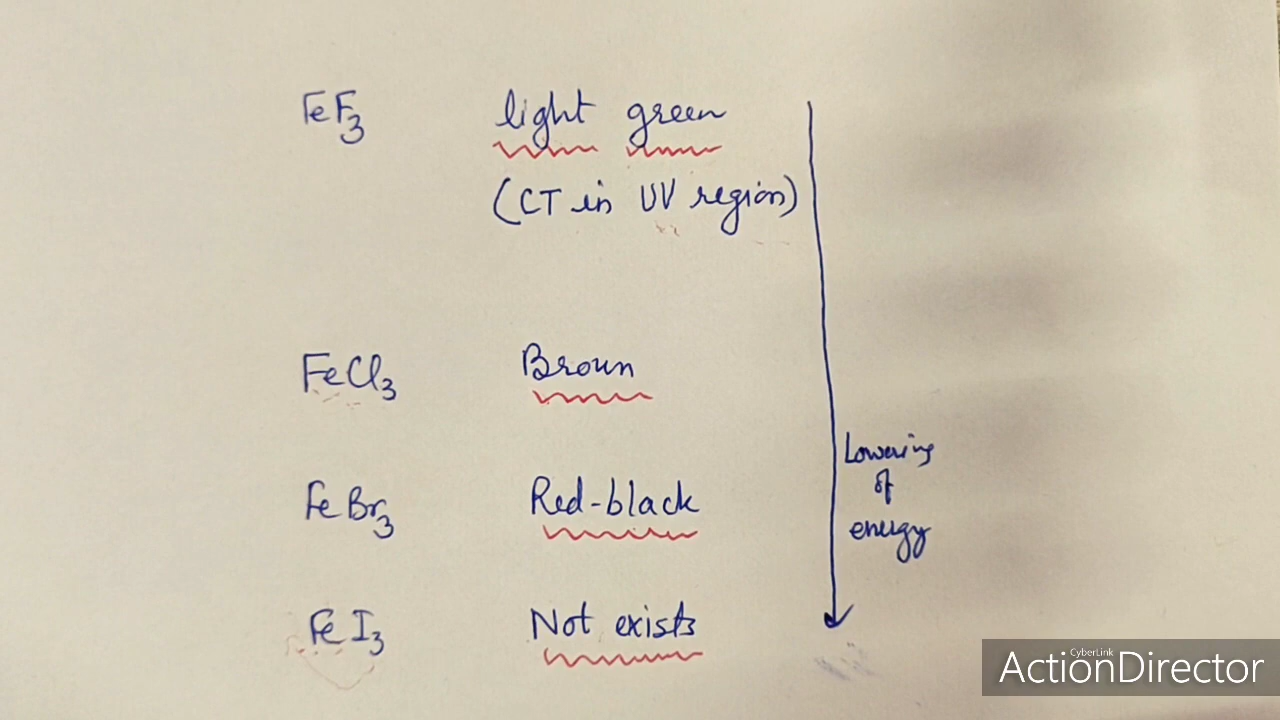 FeF3 light green
(CT in UV region)
FeCl3 Brown
Lowering
of
energy
FeBr3 Red-black
FeI3 Not exists
CyberLink
ActionDirector